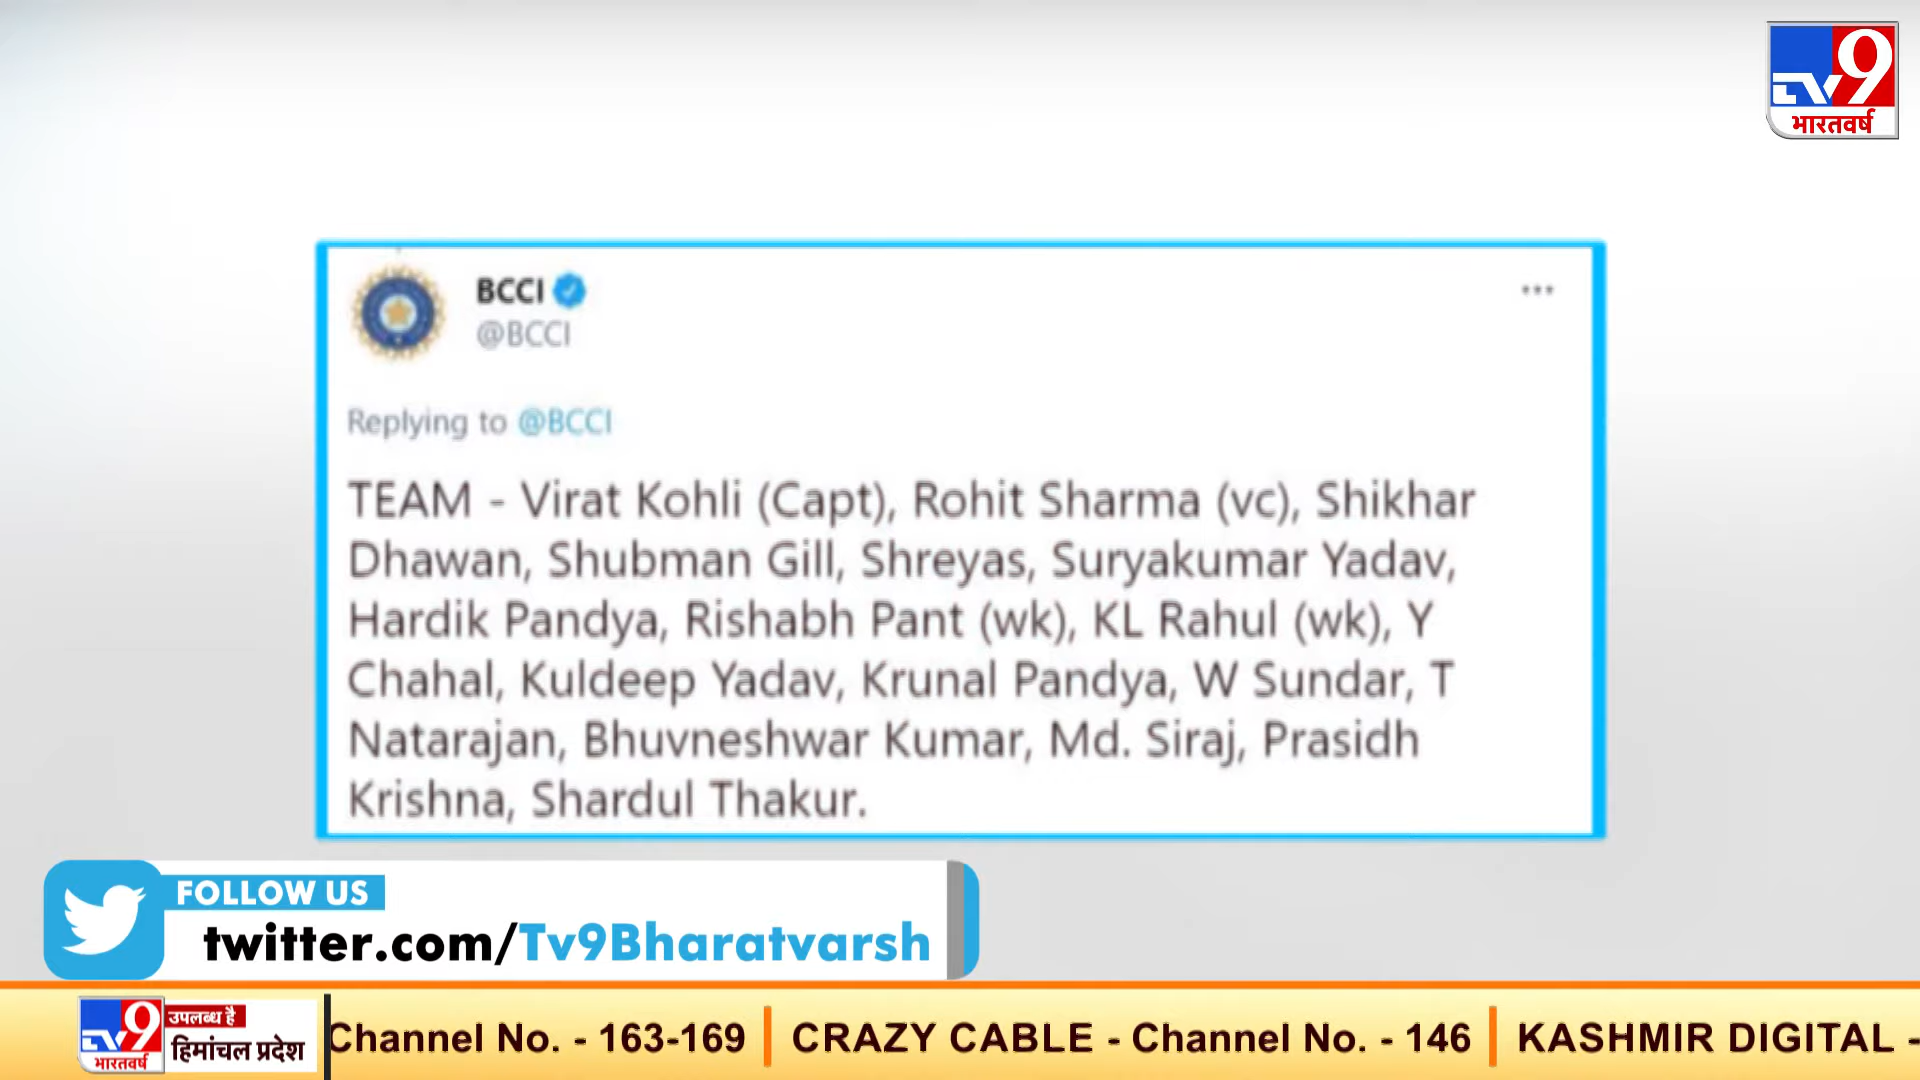 TV9
भारतवर्ष
BCCI
@BCCI
Replying to @BCCI
TEAM - Virat Kohli (Capt), Rohit Sharma (vc), Shikhar
Dhawan, Shubman Gill, Shreyas, Suryakumar Yadav,
Hardik Pandya, Rishabh Pant (wk), KL Rahul (wk), Y
Chahal, Kuldeep Yadav, Krunal Pandya, W Sundar, T
Natarajan, Bhuvneshwar Kumar, Md. Siraj, Prasidh
Krishna, Shardul Thakur.
FOLLOW US
twitter.com/Tv9Bharatvarsh
TV9
भारतवर्ष
उपलब्ध है
हिमांचल प्रदेश
Channel No. - 163-169 | CRAZY CABLE - Channel No. - 146 | KASHMIR DIGITAL -